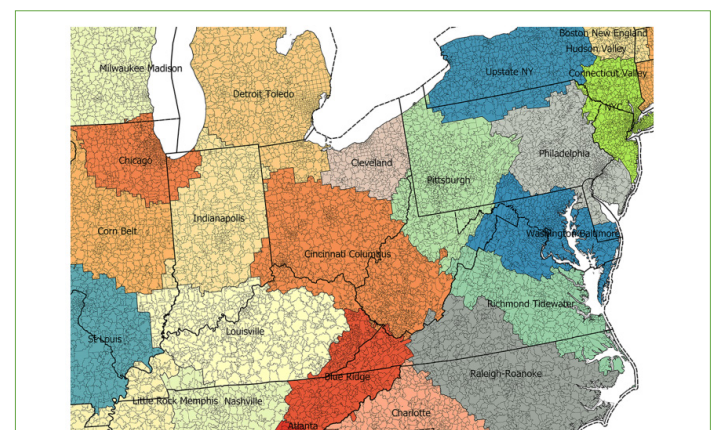 Boston New England
Hudson Valley
Milwaukee Madison
Upstate NY
Connecticut Valley
Detroit Toledo
NYC
Chicago
Cleveland
Philadelphia
Pittsburgh
Indianapolis
Corn Belt
Washington Baltimore
Cincinnati Columbus
Richmond Tidewater
Louisville
St Louis
Blue Ridge
Raleigh-Roanoke
Little Rock Memphis
Nashville
Charlotte
Atlanta